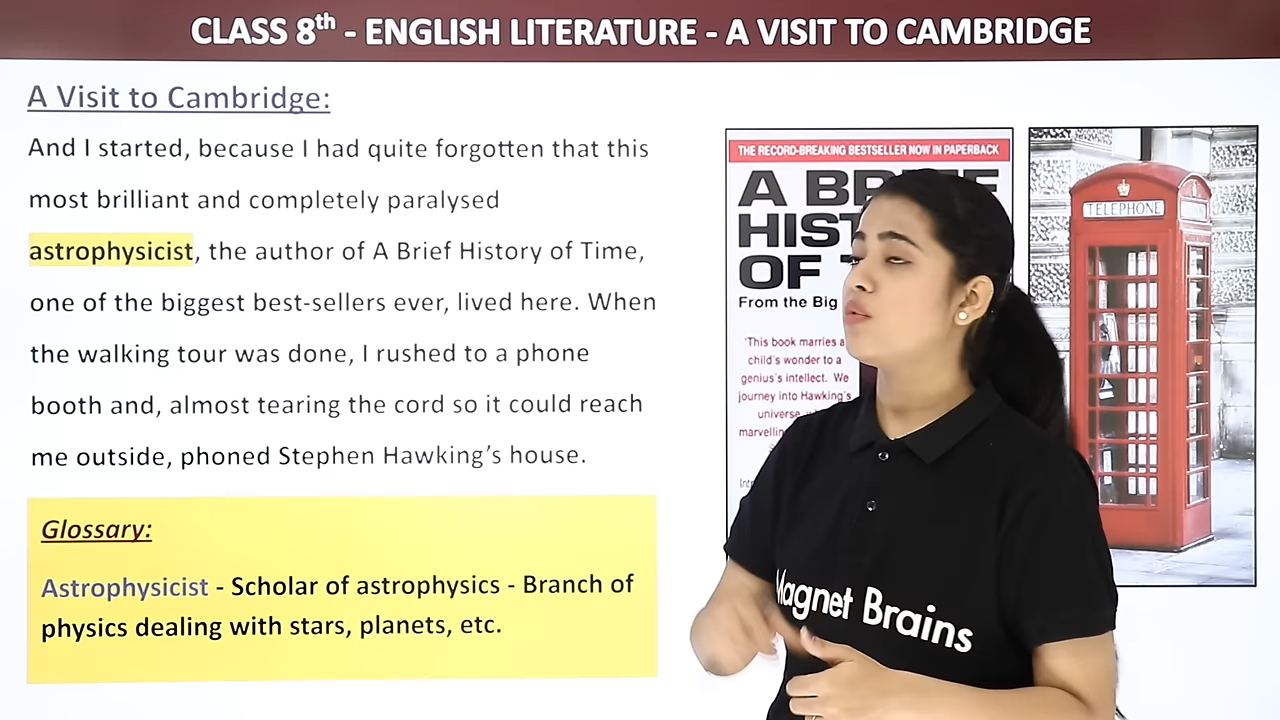 CLASS 8th - ENGLISH LITERATURE - A VISIT TO CAMBRIDGE
A Visit to Cambridge:
And I started, because I had quite forgotten that this
most brilliant and completely paralysed
astrophysicist, the author of A Brief History of Time,
one of the biggest best-sellers ever, lived here. When
the walking tour was done, I rushed to a phone
booth and, almost tearing the cord so it could reach
me outside, phoned Stephen Hawking’s house.
Glossary:
Astrophysicist - Scholar of astrophysics - Branch of
physics dealing with stars, planets, etc.
THE RECORD-BREAKING BESTSELLER NOW IN PAPERBACK
A
OF
From the Big
'This book marries a
child's wonder to a
genius's intellect. We
journey into Hawking's
TELEPHONE
Magnet Brains